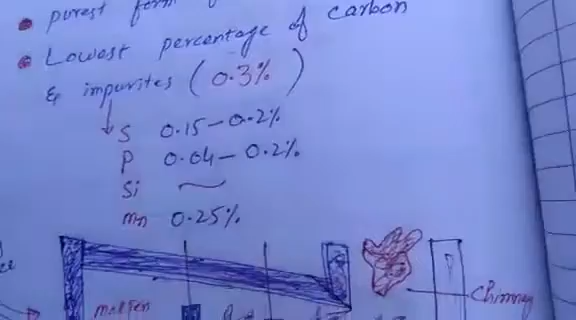 • purest form
• Lowest percentage of carbon
& impurites (0.3%)
S 0.15 – 0.2%
P 0.04 – 0.2%
Si ~
mn 0.25%
molten
Chimney